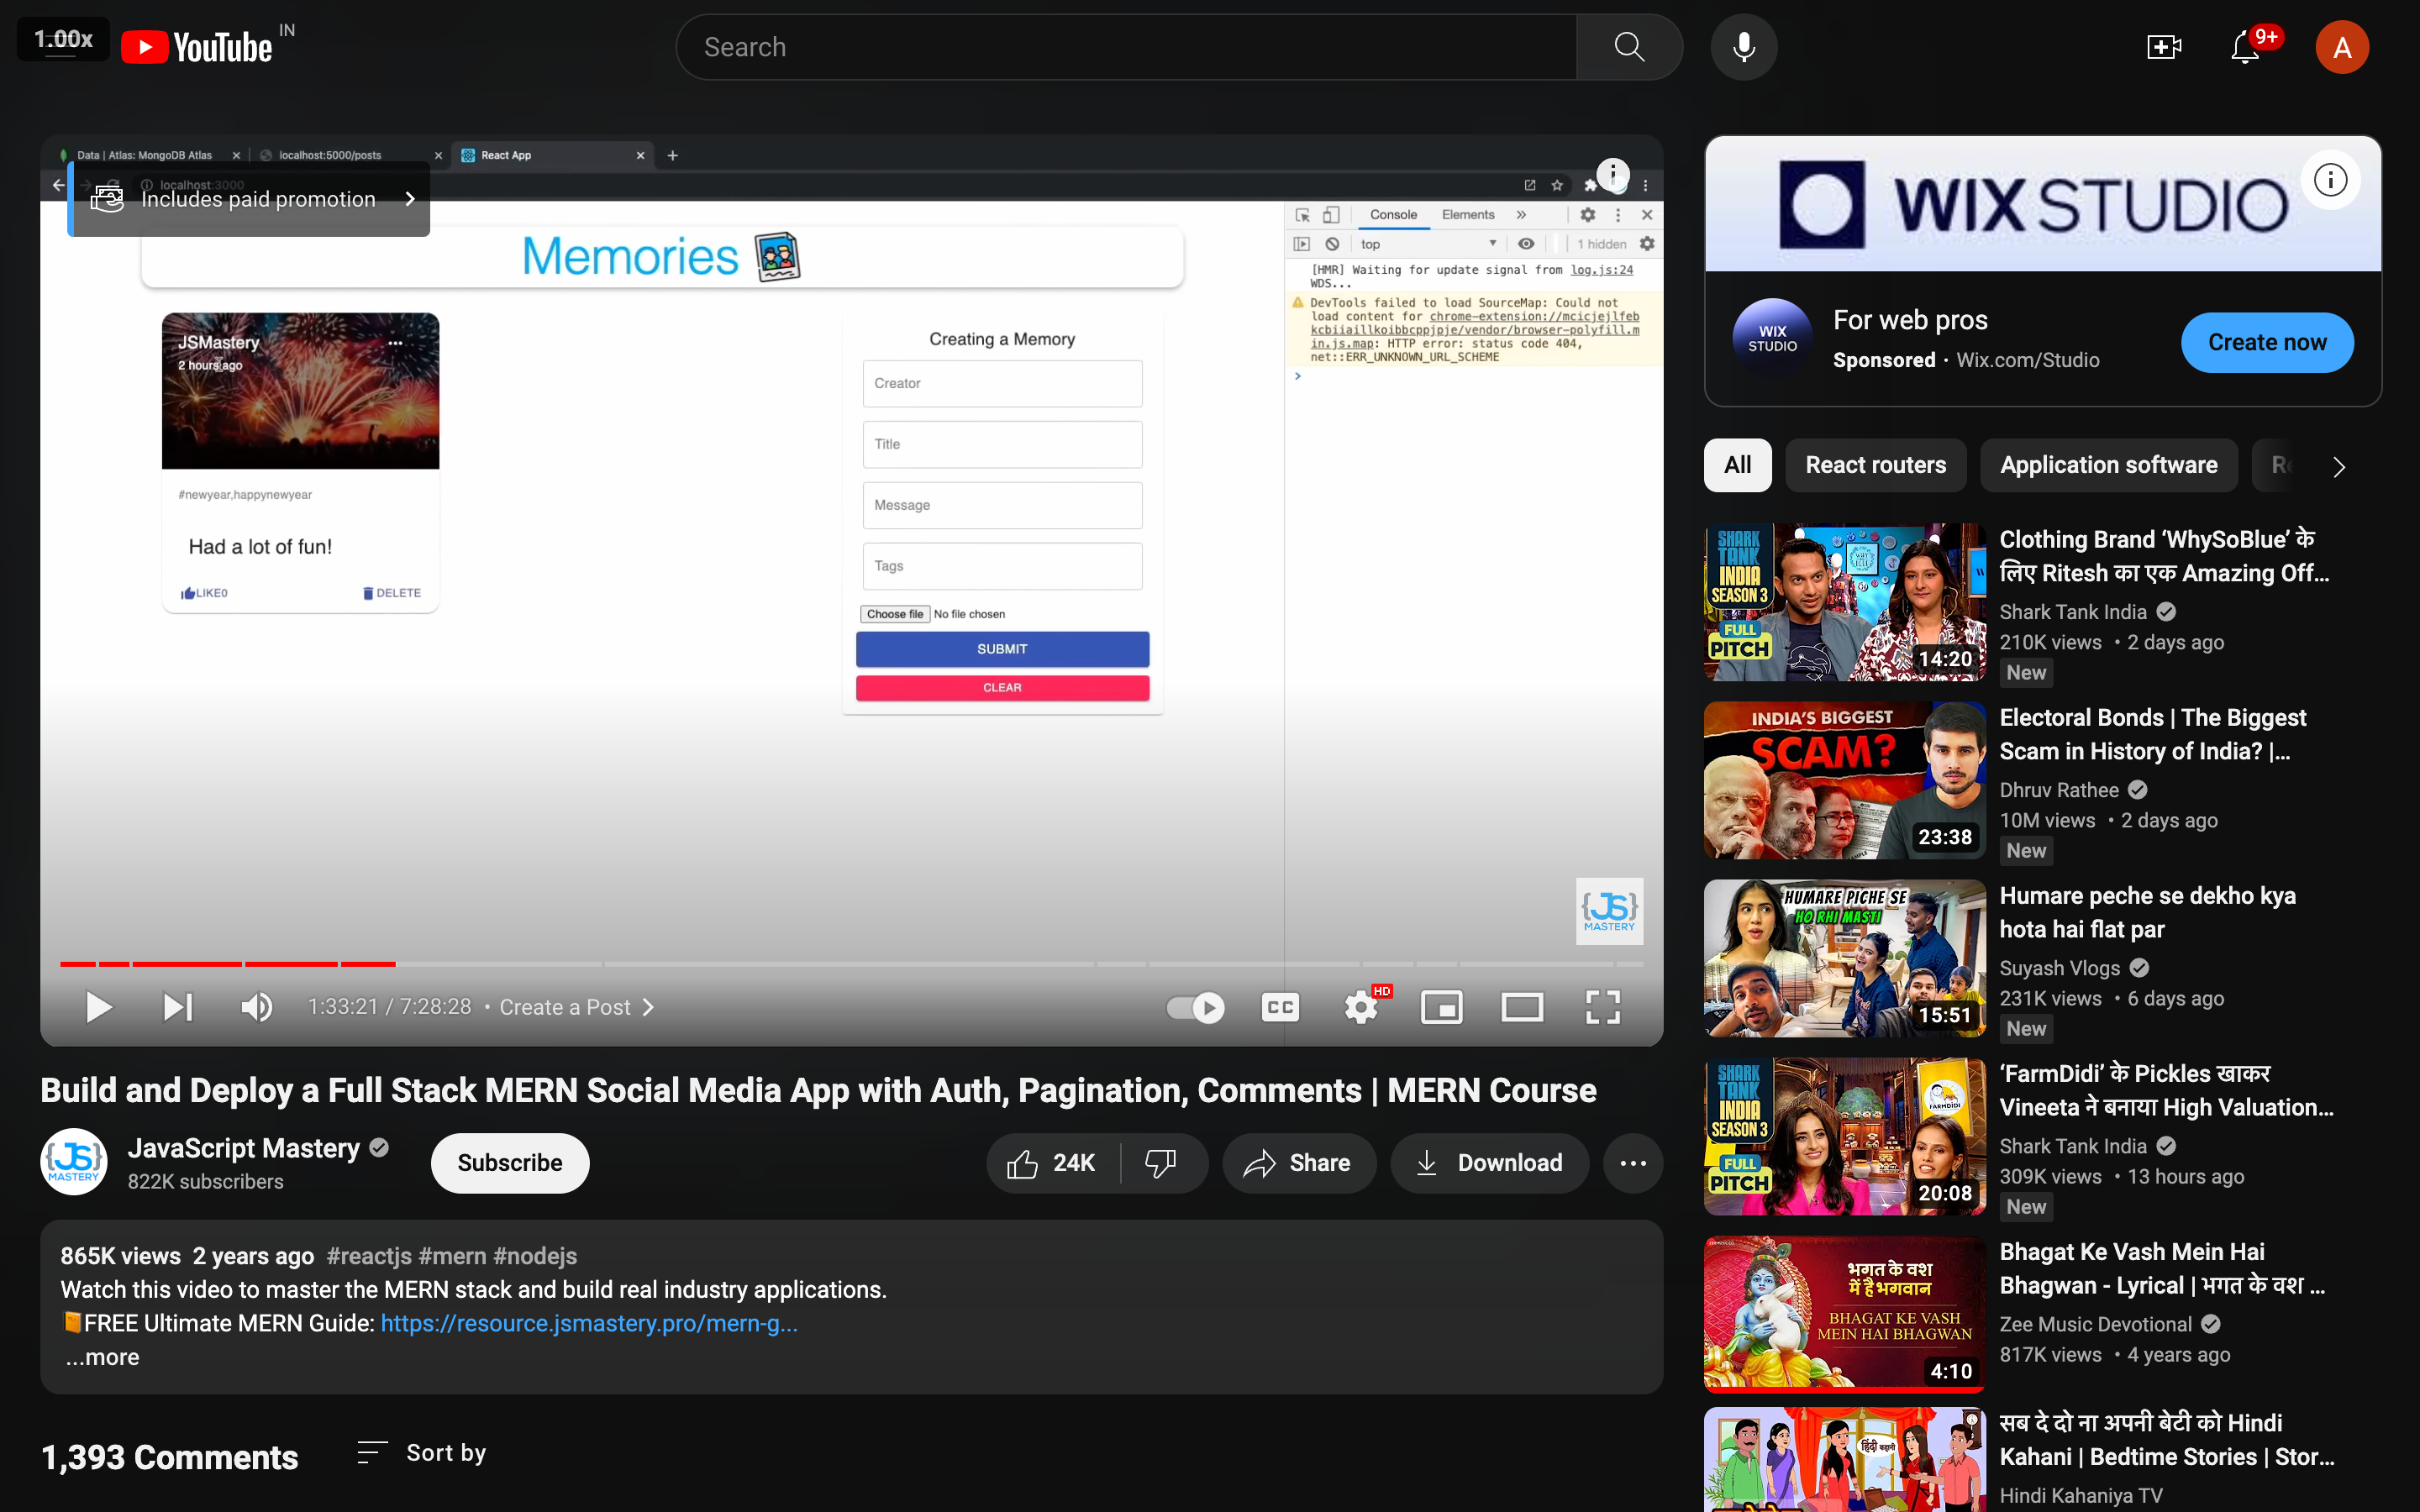 1.00x
YouTube IN
Search
9+
A
Data | Atlas: MongoDB Atlas
localhost:5000/posts
React App
localhost:3000
Includes paid promotion
Memories
JSMastery
2 hours ago
#newyear,happynewyear
Had a lot of fun!
LIKE0
DELETE
Creating a Memory
Creator
Title
Message
Tags
Choose file No file chosen
SUBMIT
CLEAR
Console Elements
top
1 hidden
[HMR] Waiting for update signal from log.js:24
WDS...
DevTools failed to load SourceMap: Could not
load content for chrome-extension://mcicjejlfeb
kcbiiaillkoibbcppjpje/vendor/browser-polyfill.m
in.js.map: HTTP error: status code 404,
net::ERR_UNKNOWN_URL_SCHEME
{JS}
MASTERY
1:33:21 / 7:28:28 • Create a Post
CC
HD
Build and Deploy a Full Stack MERN Social Media App with Auth, Pagination, Comments | MERN Course
{JS}
MASTERY
JavaScript Mastery
822K subscribers
Subscribe
24K
Share
Download
865K views 2 years ago #reactjs #mern #nodejs
Watch this video to master the MERN stack and build real industry applications.
FREE Ultimate MERN Guide: https://resource.jsmastery.pro/mern-g...
...more
1,393 Comments
Sort by
WIX STUDIO
WIX
STUDIO
For web pros
Sponsored · Wix.com/Studio
Create now
All
React routers
Application software
SHARK
TANK
INDIA
SEASON 3
FULL
PITCH
14:20
Clothing Brand ‘WhySoBlue’ के
लिए Ritesh का एक Amazing Off...
Shark Tank India
210K views • 2 days ago
New
INDIA'S BIGGEST
SCAM?
23:38
Electoral Bonds | The Biggest
Scam in History of India? |...
Dhruv Rathee
10M views • 2 days ago
New
HUMARE PICHE SE
HO RHI MASTI
15:51
Humare peche se dekho kya
hota hai flat par
Suyash Vlogs
231K views • 6 days ago
New
SHARK
TANK
INDIA
SEASON 3
FULL
PITCH
FARMDIDI
20:08
‘FarmDidi’ के Pickles खाकर
Vineeta ने बनाया High Valuation...
Shark Tank India
309K views • 13 hours ago
New
भगत के वश
में है भगवान
BHAGAT KE VASH
MEIN HAI BHAGWAN
4:10
Bhagat Ke Vash Mein Hai
Bhagwan - Lyrical | भगत के वश ...
Zee Music Devotional
817K views • 4 years ago
हिंदी कहानी
सब दे दो ना अपनी बेटी को Hindi
Kahani | Bedtime Stories | Stor...
Hindi Kahaniya TV